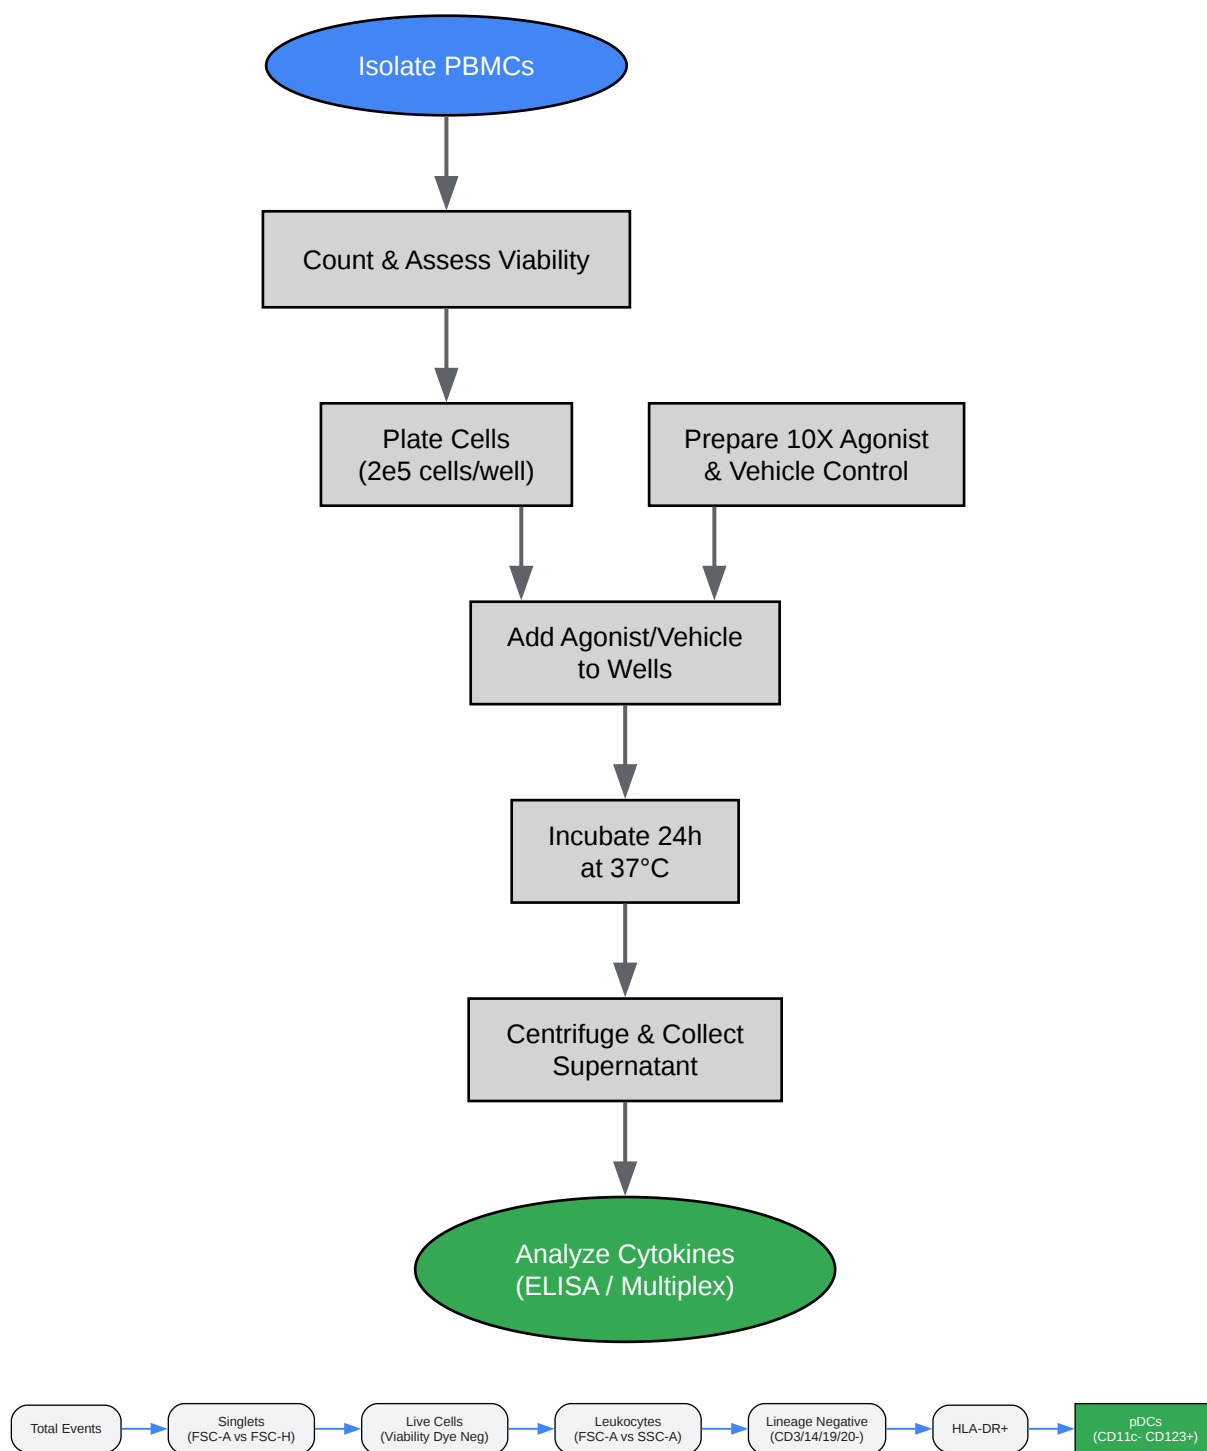 Isolate PBMCs
Count & Assess Viability
Plate Cells
(2e5 cells/well)
Prepare 10X Agonist
& Vehicle Control
Add Agonist/Vehicle
to Wells
Incubate 24h
at 37°C
Centrifuge & Collect
Supernatant
Analyze Cytokines
(ELISA / Multiplex)
Total Events
Singlets
(FSC-A vs FSC-H)
Live Cells
(Viability Dye Neg)
Leukocytes
(FSC-A vs SSC-A)
Lineage Negative
(CD3/14/19/20-)
HLA-DR+
pDCs
(CD11c- CD123+)